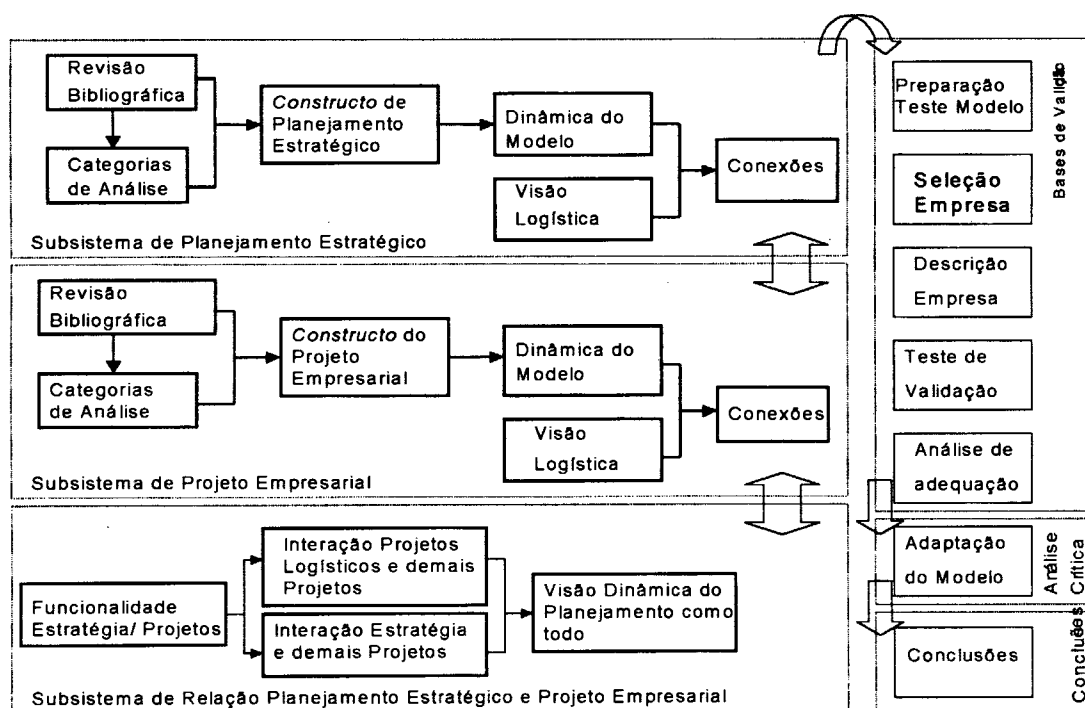 Revisão
Bibliográfica
Categorias
de Análise
Constructo de
Planejamento
Estratégico
Dinâmica do
Modelo
Visão
Logística
Conexões
Subsistema de Planejamento Estratégico
Revisão
Bibliográfica
Categorias
de Análise
Constructo do
Projeto
Empresarial
Dinâmica do
Modelo
Visão
Logística
Conexões
Subsistema de Projeto Empresarial
Funcionalidade
Estratégia/ Projetos
Interação Projetos
Logísticos e demais
Projetos
Interação Estratégia
e demais Projetos
Visão Dinâmica do
Planejamento como
todo
Subsistema de Relação Planejamento Estratégico e Projeto Empresarial
Preparação
Teste Modelo
Seleção
Empresa
Descrição
Empresa
Teste de
Validação
Análise de
adequação
Bases de
Adaptação
do Modelo
Análise
Crítica
Conclusões
Conclusões